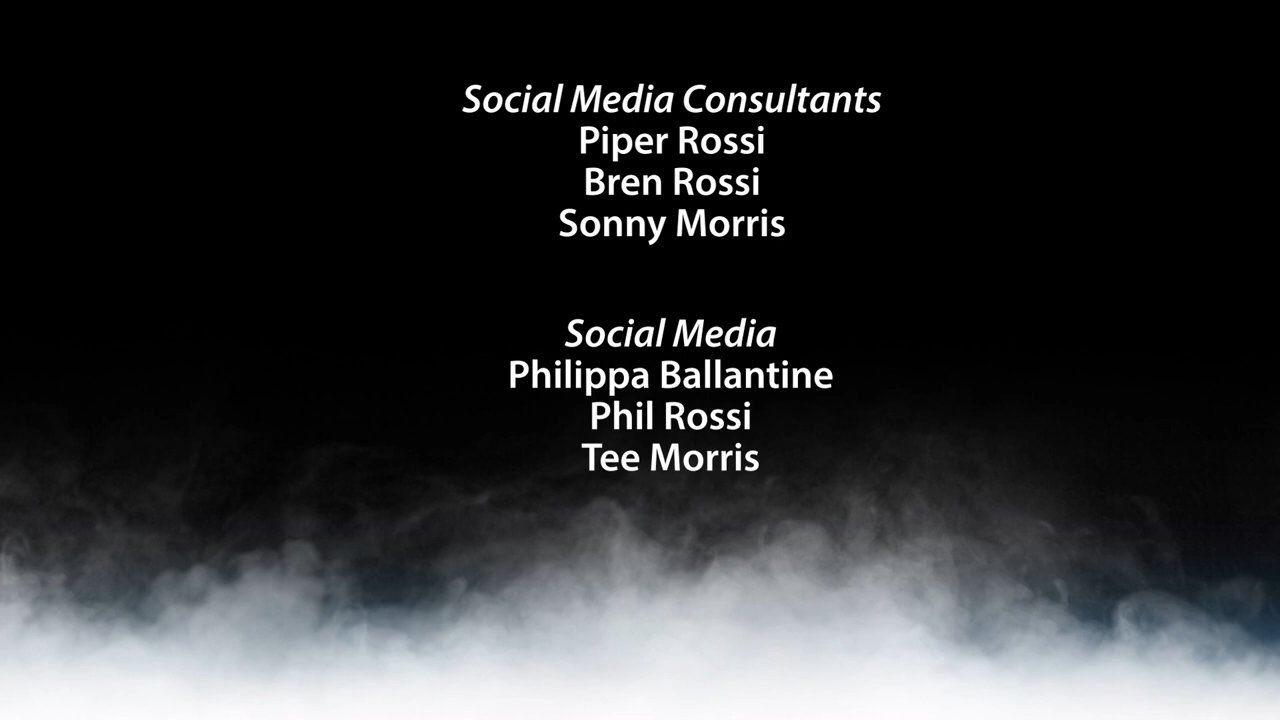 Social Media Consultants
Piper Rossi
Bren Rossi
Sonny Morris
Social Media
Philippa Ballantine
Phil Rossi
Tee Morris